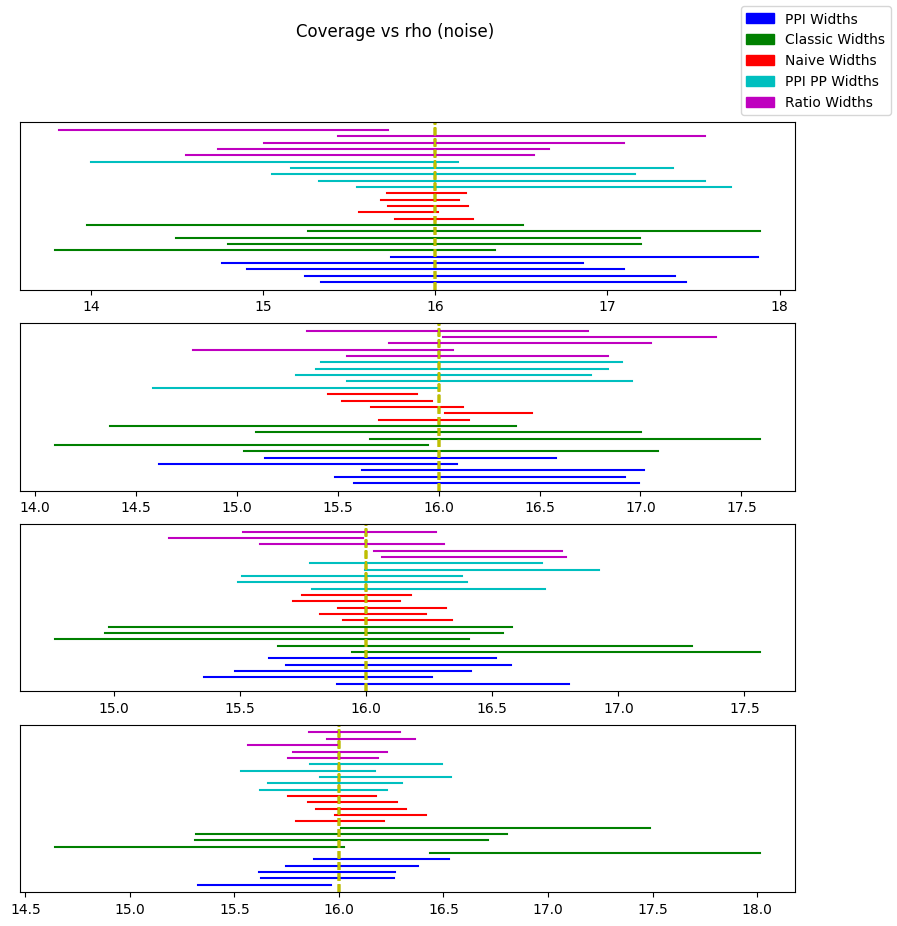 Coverage vs rho (noise)
PPI Widths
Classic Widths
Naive Widths
PPI PP Widths
Ratio Widths
14 15 16 17 18
14.0 14.5 15.0 15.5 16.0 16.5 17.0 17.5
15.0 15.5 16.0 16.5 17.0 17.5
14.5 15.0 15.5 16.0 16.5 17.0 17.5 18.0